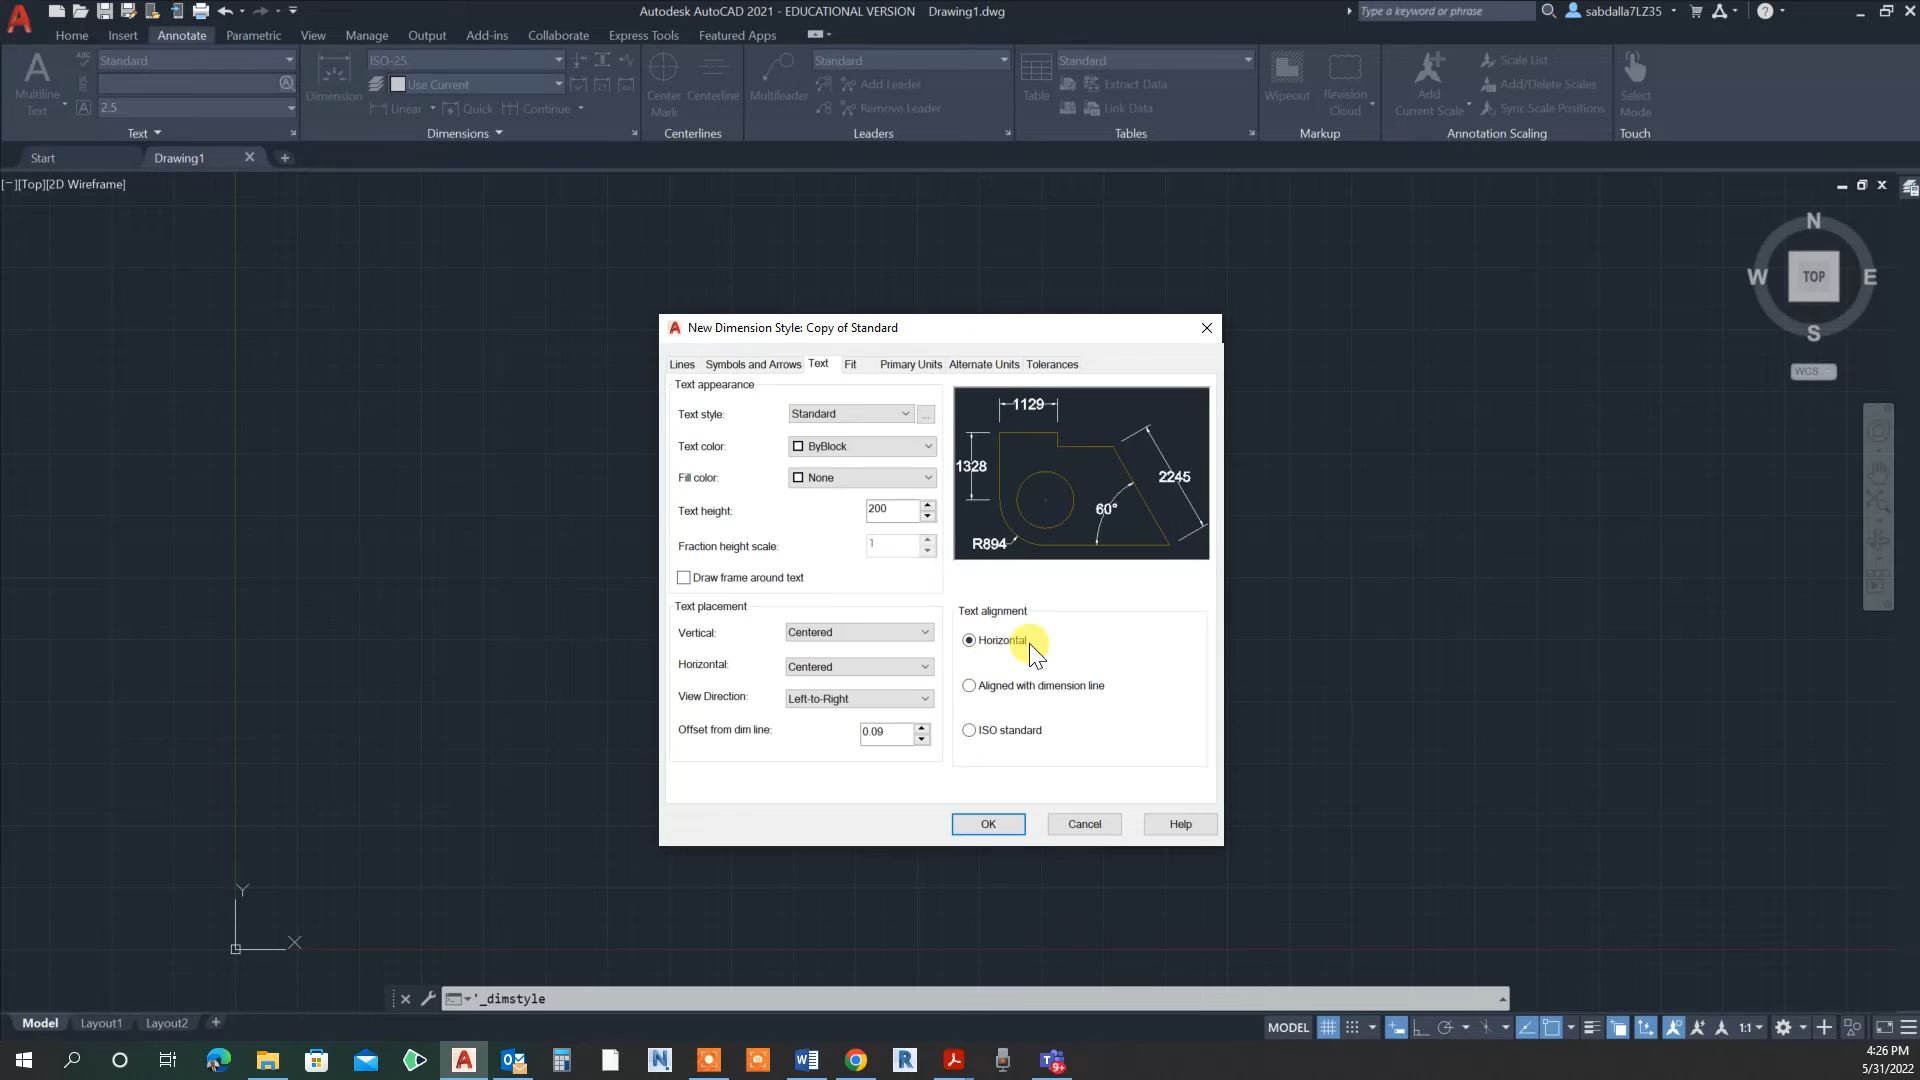 Autodesk AutoCAD 2021 - EDUCATIONAL VERSION Drawing1.dwg
Type a keyword or phrase
sabdalla7LZ35
Home Insert Annotate Parametric View Manage Output Add-ins Collaborate Express Tools Featured Apps
Multiline Text
ABC
Standard
2.5
Text
Dimension
ISO-25
Use Current
Linear Quick Continue
Dimensions
Center Mark
Centerline
Centerlines
Multileader
Standard
Add Leader
Remove Leader
Leaders
Table
Standard
Extract Data
Link Data
Tables
Wipeout
Revision Cloud
Markup
Add Current Scale
Scale List
Add/Delete Scales
Sync Scale Positions
Annotation Scaling
Select Mode
Touch
Start
Drawing1
[−][Top][2D Wireframe]
N
W
TOP
E
S
WCS
New Dimension Style: Copy of Standard
Lines Symbols and Arrows Text Fit Primary Units Alternate Units Tolerances
Text appearance
Text style: Standard ...
Text color: ByBlock
Fill color: None
Text height: 200
Fraction height scale: 1
Draw frame around text
1129
1328
2245
60°
R894
Text placement
Vertical: Centered
Horizontal: Centered
View Direction: Left-to-Right
Offset from dim line: 0.09
Text alignment
Horizontal
Aligned with dimension line
ISO standard
OK Cancel Help
Y
X
'_dimstyle
Model Layout1 Layout2
MODEL
1:1
9+
4:26 PM
5/31/2022